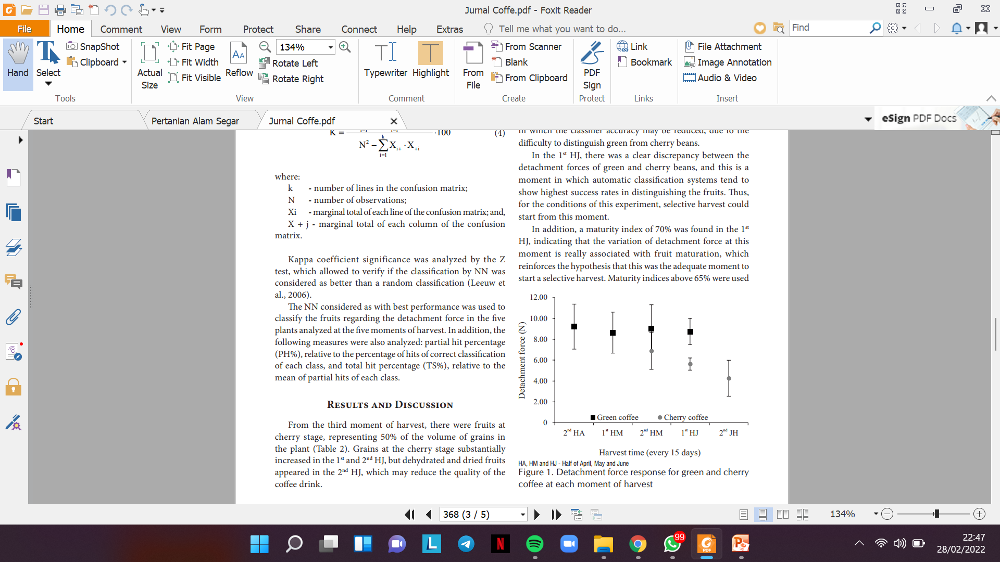 Jurnal Coffe.pdf - Foxit Reader
File Home Comment View Form Protect Share Connect Help Extras Tell me what you want to do... Find
Hand
Select
SnapShot
Clipboard
Tools
Actual
Size
Fit Page
Fit Width
Fit Visible
Reflow
134%
Rotate Left
Rotate Right
View
Typewriter
Highlight
Comment
From
File
From Scanner
Blank
From Clipboard
Create
PDF
Sign
Protect
Link
Bookmark
Links
File Attachment
Image Annotation
Audio & Video
Insert
Start
Pertanian Alam Segar
Jurnal Coffe.pdf
eSign PDF Docs
K = ·100 (4)
N² – ∑ X i+ · X +i
k
i=1
where:
k - number of lines in the confusion matrix;
N - number of observations;
Xi - marginal total of each line of the confusion matrix; and,
X + j - marginal total of each column of the confusion
matrix.
Kappa coefficient significance was analyzed by the Z
test, which allowed to verify if the classification by NN was
considered as better than a random classification (Leeuw et
al., 2006).
The NN considered as with best performance was used to
classify the fruits regarding the detachment force in the five
plants analyzed at the five moments of harvest. In addition, the
following measures were also analyzed: partial hit percentage
(PH%), relative to the percentage of hits of correct classification
of each class, and total hit percentage (TS%), relative to the
mean of partial hits of each class.
Results and Discussion
From the third moment of harvest, there were fruits at
cherry stage, representing 50% of the volume of grains in
the plant (Table 2). Grains at the cherry stage substantially
increased in the 1st and 2nd HJ, but dehydrated and dried fruits
appeared in the 2nd HJ, which may reduce the quality of the
coffee drink.
in which the classifier accuracy may be reduced, due to the
difficulty to distinguish green from cherry beans.
In the 1st HJ, there was a clear discrepancy between the
detachment forces of green and cherry beans, and this is a
moment in which automatic classification systems tend to
show highest success rates in distinguishing the fruits. Thus,
for the conditions of this experiment, selective harvest could
start from this moment.
In addition, a maturity index of 70% was found in the 1st
HJ, indicating that the variation of detachment force at this
moment is really associated with fruit maturation, which
reinforces the hypothesis that this was the adequate moment to
start a selective harvest. Maturity indices above 65% were used
Detachment force (N)
12.00
10.00
8.00
6.00
4.00
2.00
0
Green coffee Cherry coffee
2nd HA 1st HM 2nd HM 1st HJ 2nd JH
Harvest time (every 15 days)
HA, HM and HJ - Half of April, May and June
Figure 1. Detachment force response for green and cherry
coffee at each moment of harvest
368 (3 / 5)
134%
99
22:47
28/02/2022